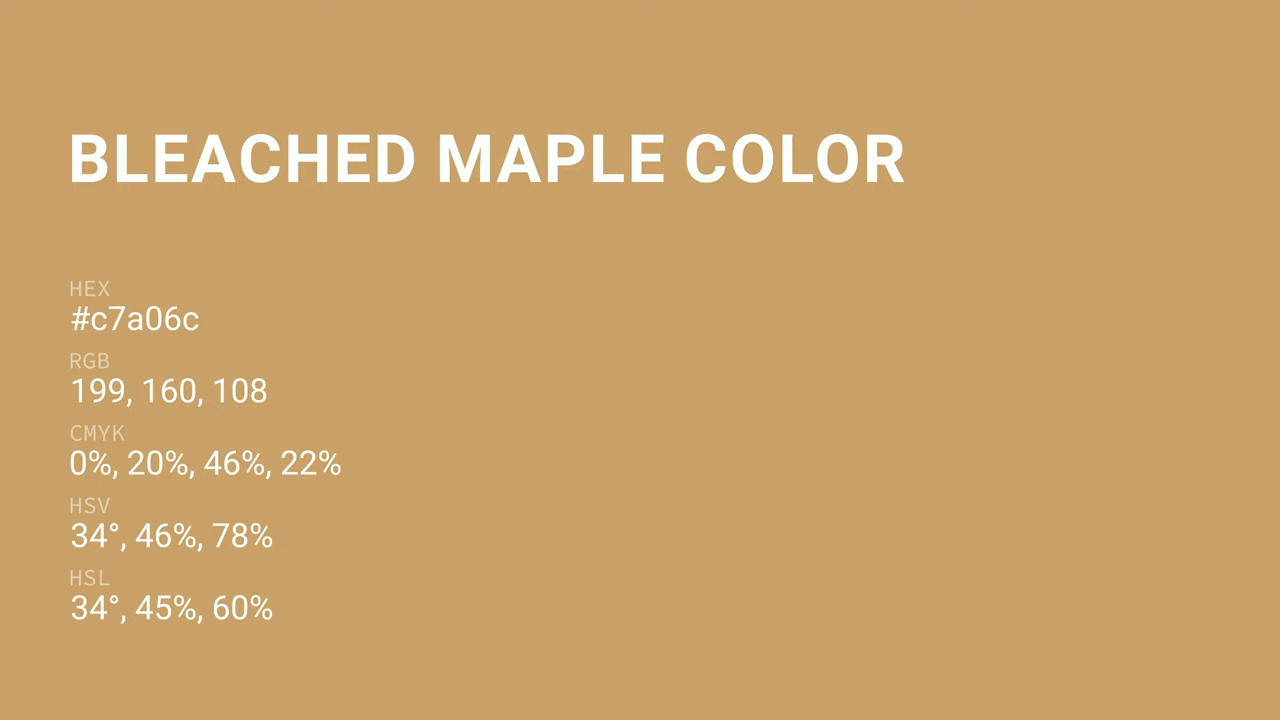 BLEACHED MAPLE COLOR
HEX
#c7a06c
RGB
199, 160, 108
CMYK
0%, 20%, 46%, 22%
HSV
34°, 46%, 78%
HSL
34°, 45%, 60%